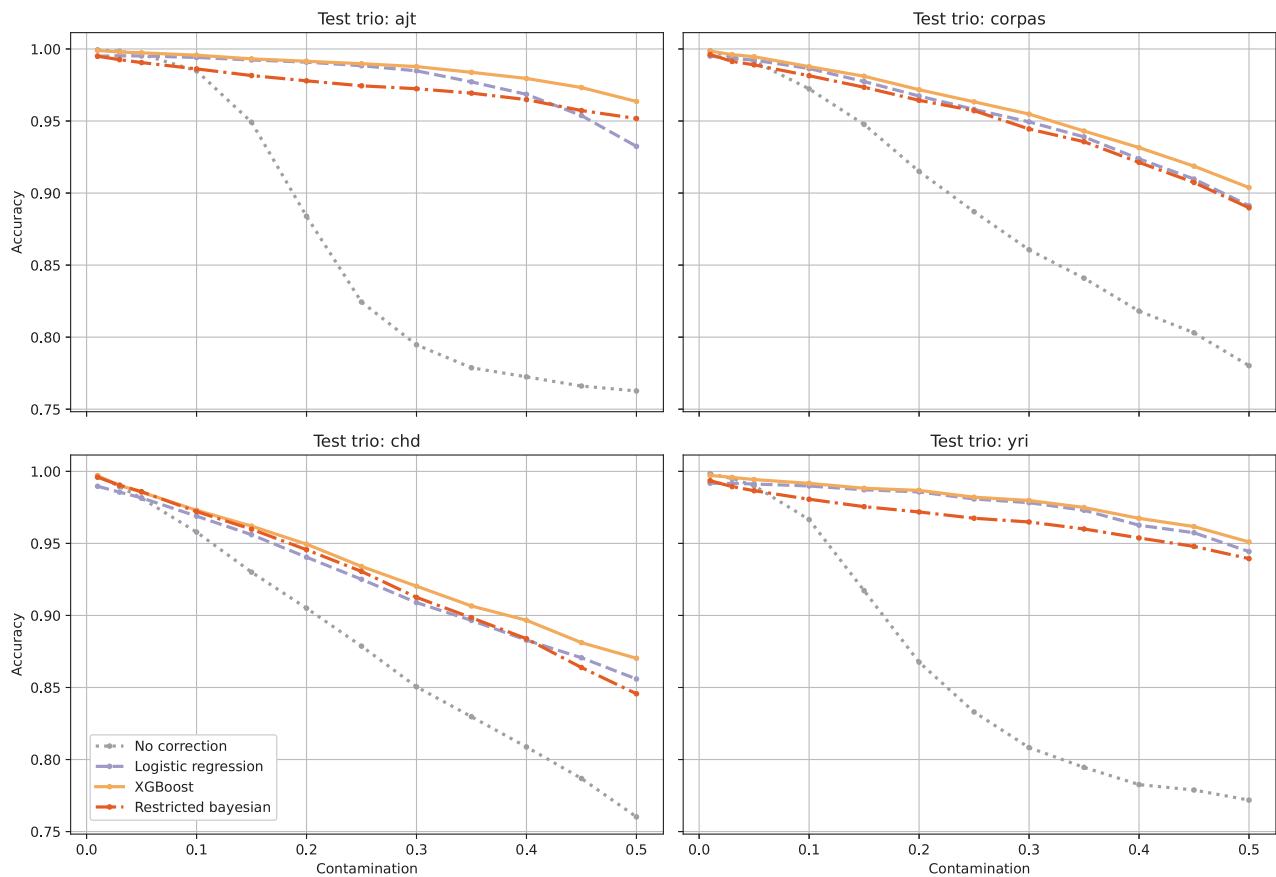 Test trio: ajt
Test trio: corpas
1.00
0.95
0.90
0.85
0.80
0.75
Accuracy
Test trio: chd
Test trio: yri
1.00
0.95
0.90
0.85
0.80
0.75
Accuracy
No correction
Logistic regression
XGBoost
Restricted bayesian
0.0
0.1
0.2
0.3
0.4
0.5
Contamination
0.0
0.1
0.2
0.3
0.4
0.5
Contamination